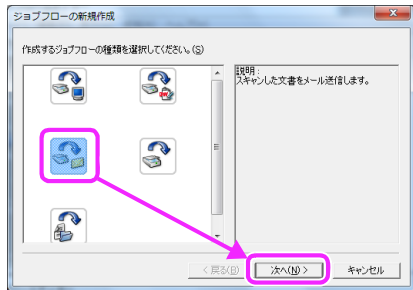 ジョブフローの新規作成
作成するジョブフローの種類を選択してください。(S)
説明:
スキャンした文書をメール送信します。
< 戻る(B)
次へ(N) >
キャンセル